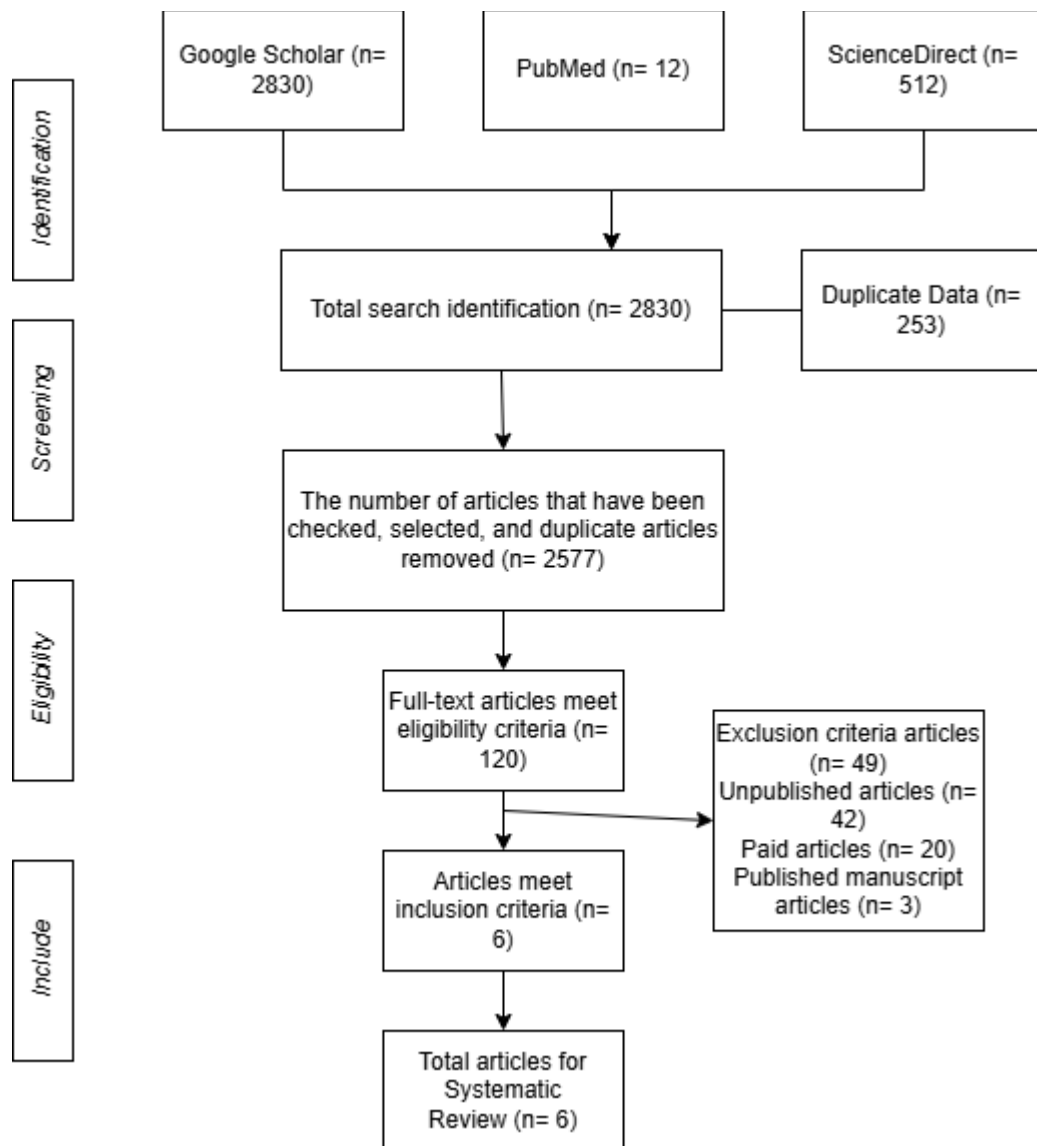 Google Scholar (n=
2830)
PubMed (n= 12)
ScienceDirect (n=
512)
Identification
Total search identification (n= 2830)
Duplicate Data (n=
253)
Screening
The number of articles that have been
checked, selected, and duplicate articles
removed (n= 2577)
Eligibility
Full-text articles meet
eligibility criteria (n=
120)
Exclusion criteria articles
(n= 49)
Unpublished articles (n=
42)
Paid articles (n= 20)
Published manuscript
articles (n= 3)
Include
Articles meet
inclusion criteria (n=
6)
Total articles for
Systematic
Review (n= 6)